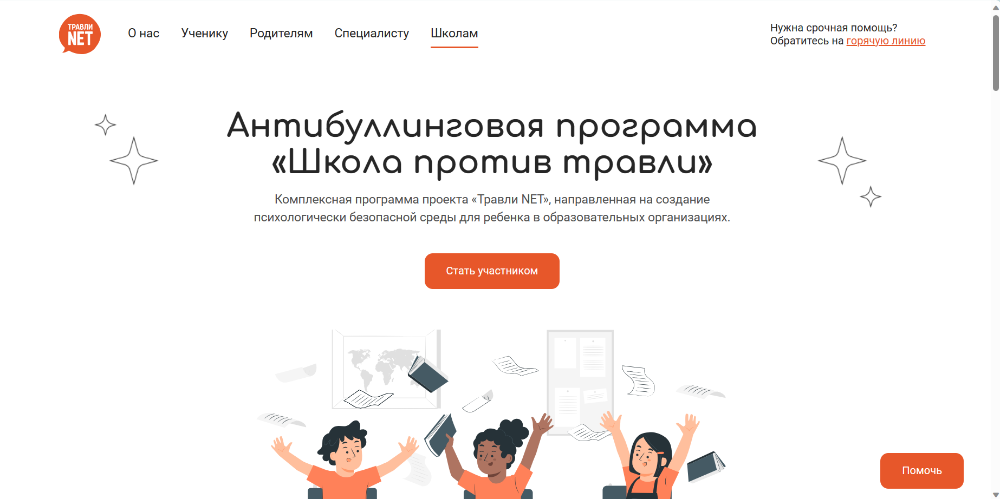 ТРАВЛИ
NET
О нас
Ученику
Родителям
Специалисту
Школам
Нужна срочная помощь?
Обратитесь на горячую линию
Антибуллинговая программа
«Школа против травли»
Комплексная программа проекта «Травли NET», направленная на создание
психологически безопасной среды для ребенка в образовательных организациях.
Стать участником
Помочь